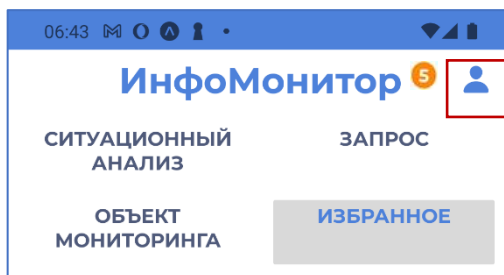 06:43
ИнфоМонитор 5
СИТУАЦИОННЫЙ
АНАЛИЗ
ЗАПРОС
ОБЪЕКТ
МОНИТОРИНГА
ИЗБРАННОЕ